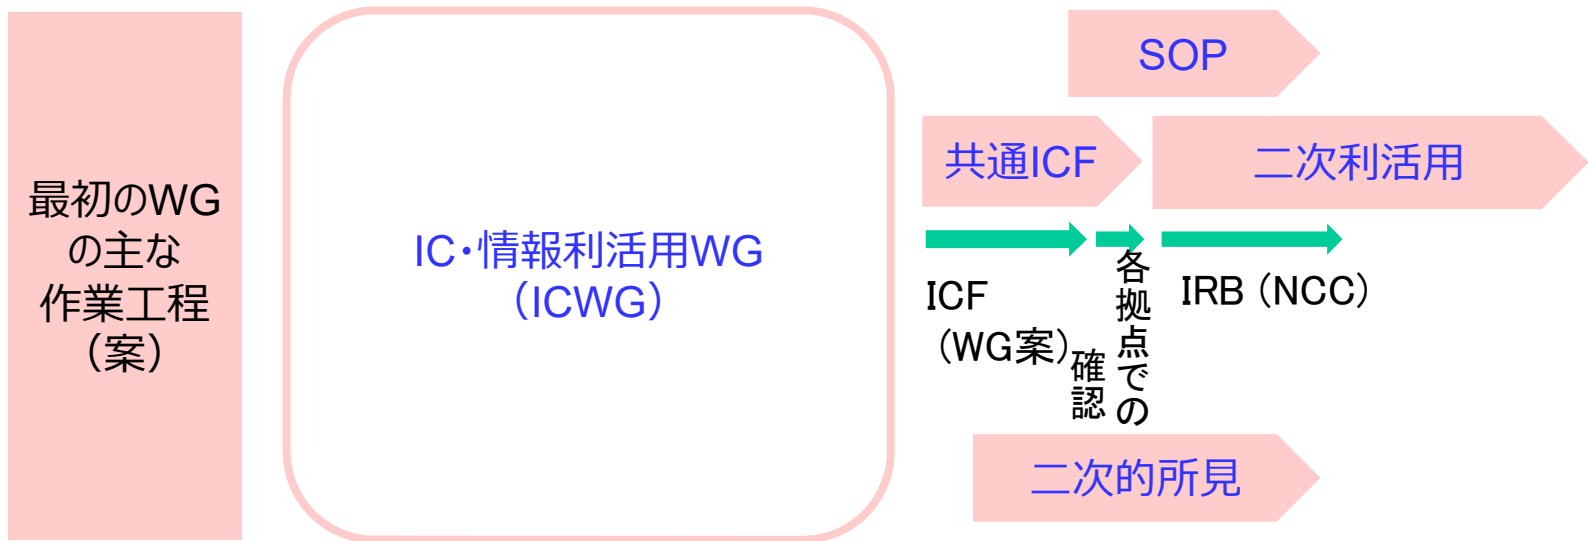 最初のWG
の主な
作業工程
（案）
IC・情報利活用WG
（ICWG）
SOP
共通ICF
二次利活用
ICF
（WG案）
各拠点での
確認
IRB（NCC）
二次的所見